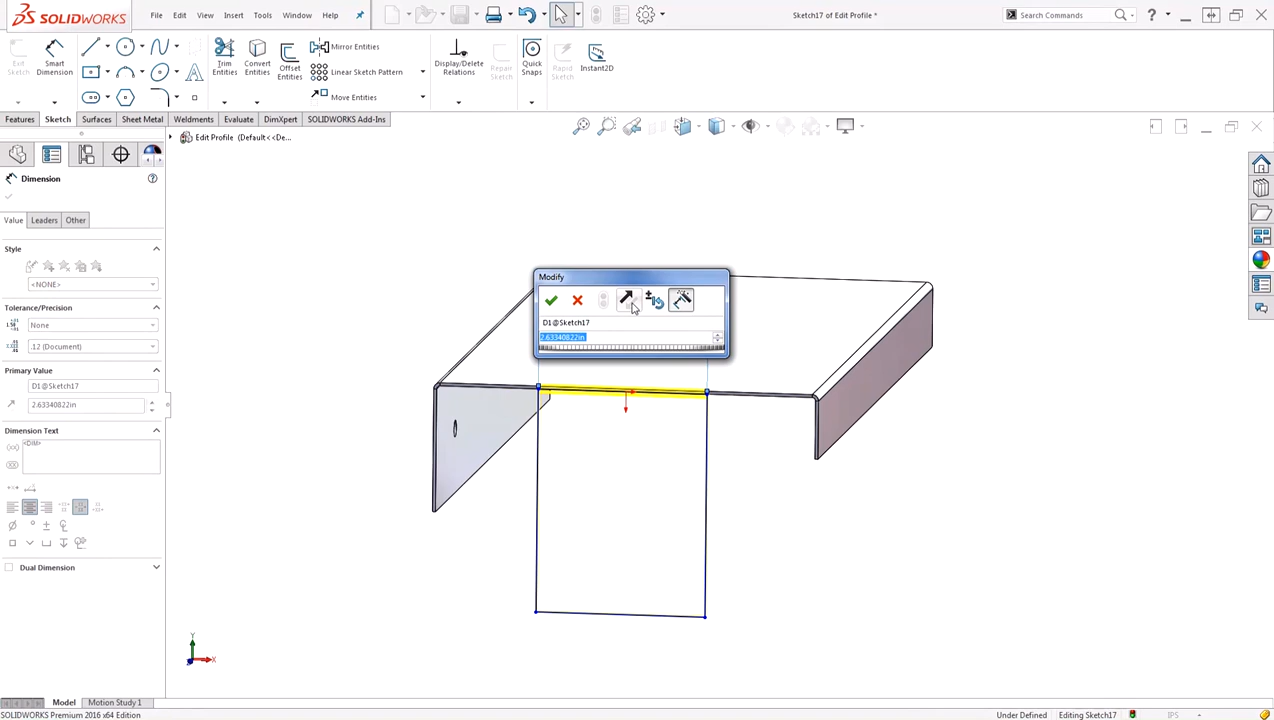 SOLIDWORKS File Edit View Insert Tools Window Help Sketch17 of Edit Profile * Search Commands ?
Exit Sketch Smart Dimension Trim Entities Convert Entities Offset Entities Mirror Entities Linear Sketch Pattern Move Entities Display/Delete Relations Repair Sketch Quick Snaps Rapid Sketch Instant2D
Features Sketch Surfaces Sheet Metal Weldments Evaluate DimXpert SOLIDWORKS Add-Ins
Edit Profile (Default<<De...
Dimension
Value Leaders Other
Style
<NONE>
Tolerance/Precision
None
.12 (Document)
Primary Value
D1@Sketch17
2.63340822in
Dimension Text
<DIM>
Dual Dimension
Modify
D1@Sketch17
2.63340822in
Y
X
Model Motion Study 1
SOLIDWORKS Premium 2016 x64 Edition Under Defined Editing Sketch17 IPS